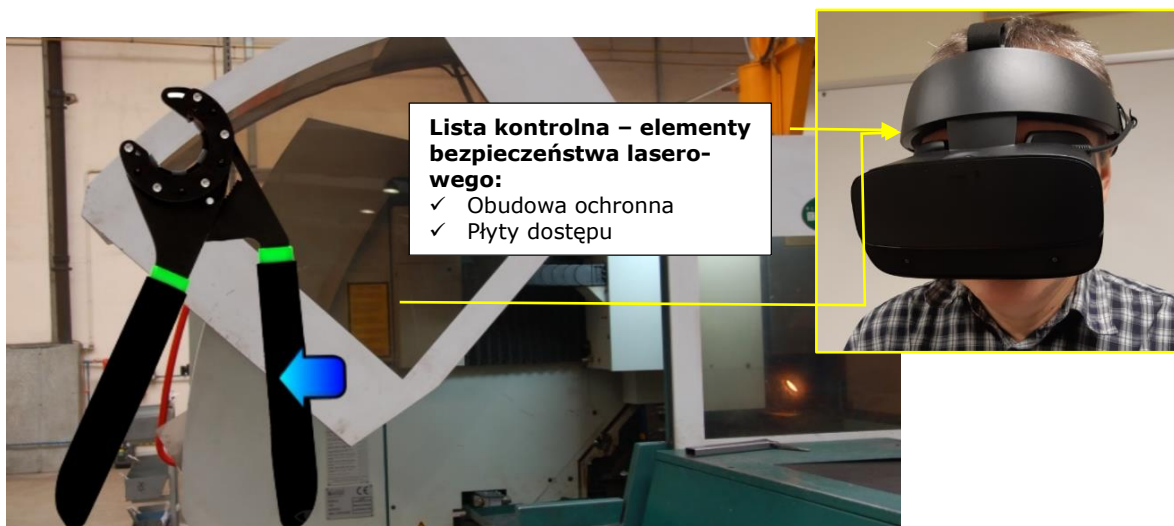 Lista kontrolna – elementy
bezpieczeństwa lasero-
wego:
✓ Obudowa ochronna
✓ Płyty dostępu